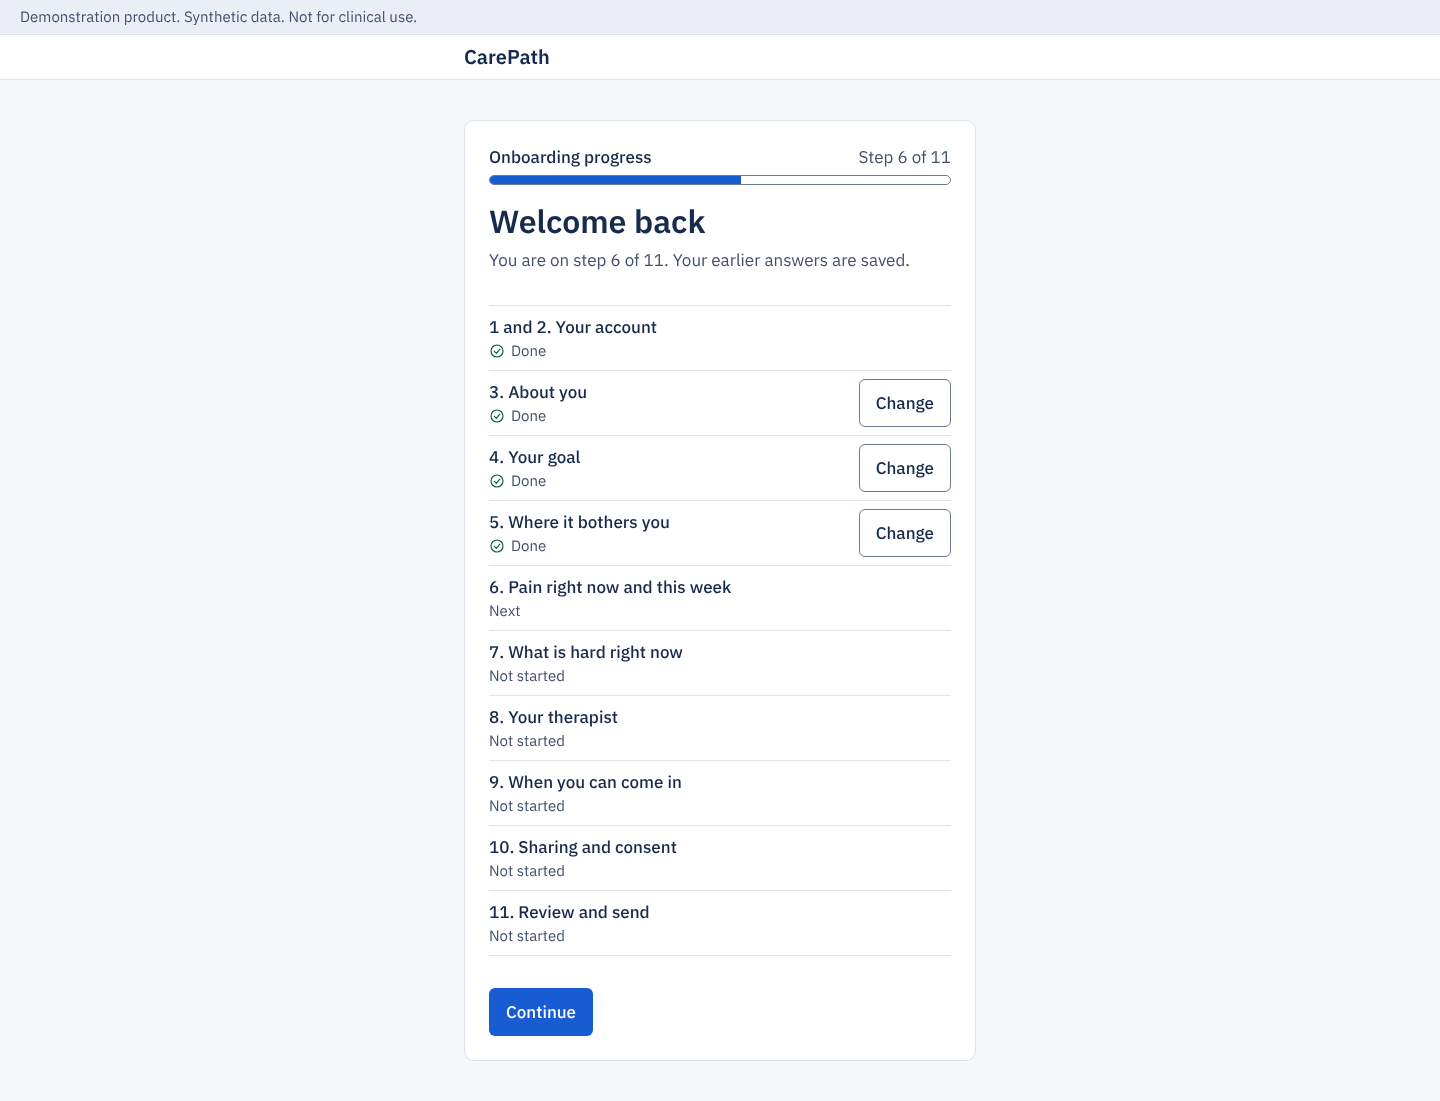 Demonstration product. Synthetic data. Not for clinical use.
CarePath
Onboarding progress
Step 6 of 11
Welcome back
You are on step 6 of 11. Your earlier answers are saved.
1 and 2. Your account
Done
3. About you
Done
Change
4. Your goal
Done
Change
5. Where it bothers you
Done
Change
6. Pain right now and this week
Next
7. What is hard right now
Not started
8. Your therapist
Not started
9. When you can come in
Not started
10. Sharing and consent
Not started
11. Review and send
Not started
Continue